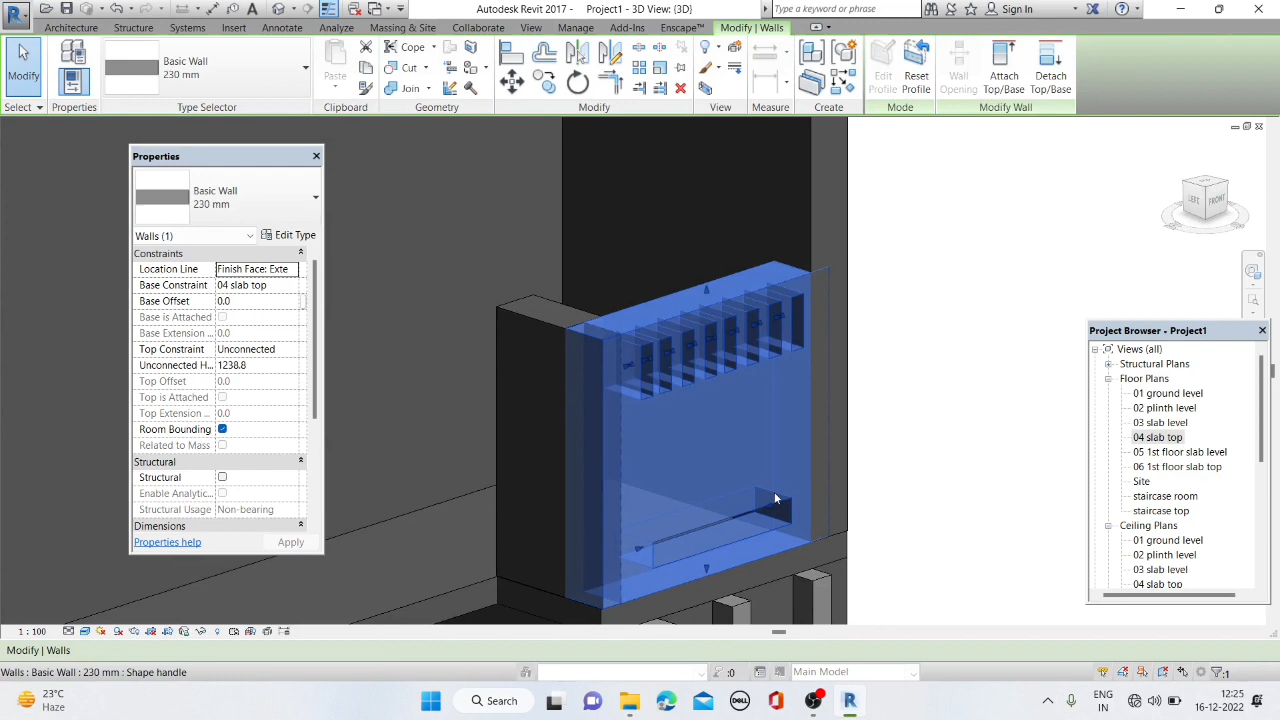 Autodesk Revit 2017 -     Project1 - 3D View: {3D}
Type a keyword or phrase
Sign In
Architecture Structure Systems Insert Annotate Analyze Massing & Site Collaborate View Manage Add-Ins Enscape™ Modify | Walls
Modify
Select
Properties
Basic Wall
230 mm
Type Selector
Paste
Clipboard
Cope
Cut
Join
Geometry
Modify
View
Measure
Create
Edit
Profile
Reset
Profile
Mode
Wall
Opening
Attach
Top/Base
Detach
Top/Base
Modify Wall
Properties
Basic Wall
230 mm
Walls (1)
Edit Type
Constraints
Location Line Finish Face: Exte
Base Constraint 04 slab top
Base Offset 0.0
Base is Attached
Base Extension ... 0.0
Top Constraint Unconnected
Unconnected H... 1238.8
Top Offset 0.0
Top is Attached
Top Extension ... 0.0
Room Bounding
Related to Mass
Structural
Structural
Enable Analytic...
Structural Usage Non-bearing
Dimensions
Properties help
Apply
LEFT FRONT
Project Browser - Project1
Views (all)
Structural Plans
Floor Plans
01 ground level
02 plinth level
03 slab level
04 slab top
05 1st floor slab level
06 1st floor slab top
Site
staircase room
staircase top
Ceiling Plans
01 ground level
02 plinth level
03 slab level
04 slab top
1 : 100
Modify | Walls
Walls : Basic Wall : 230 mm : Shape handle
:0
Main Model
:1
23°C
Haze
Search
DELL
ENG
IN
12:25
16-12-2022